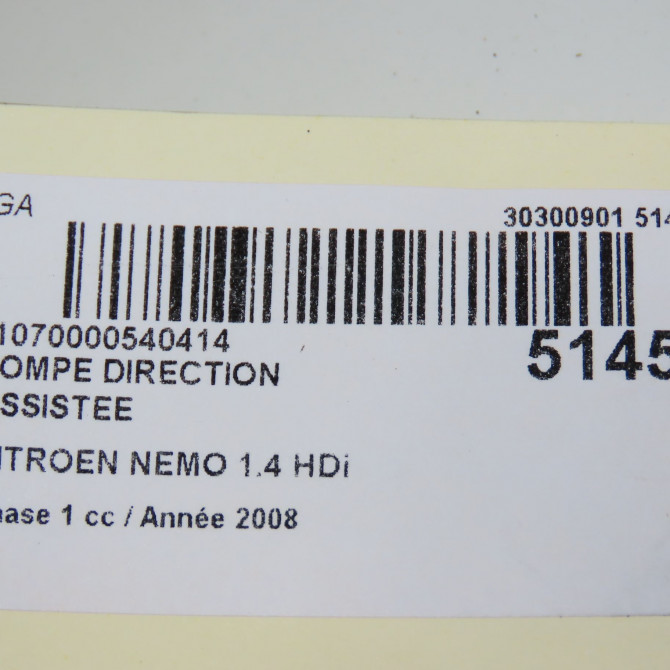 GA
30300901 514
1070000540414
5145
OMPE DIRECTION
SSISTEE
ITROEN NEMO 1.4 HDi
hase 1 cc / Année 2008